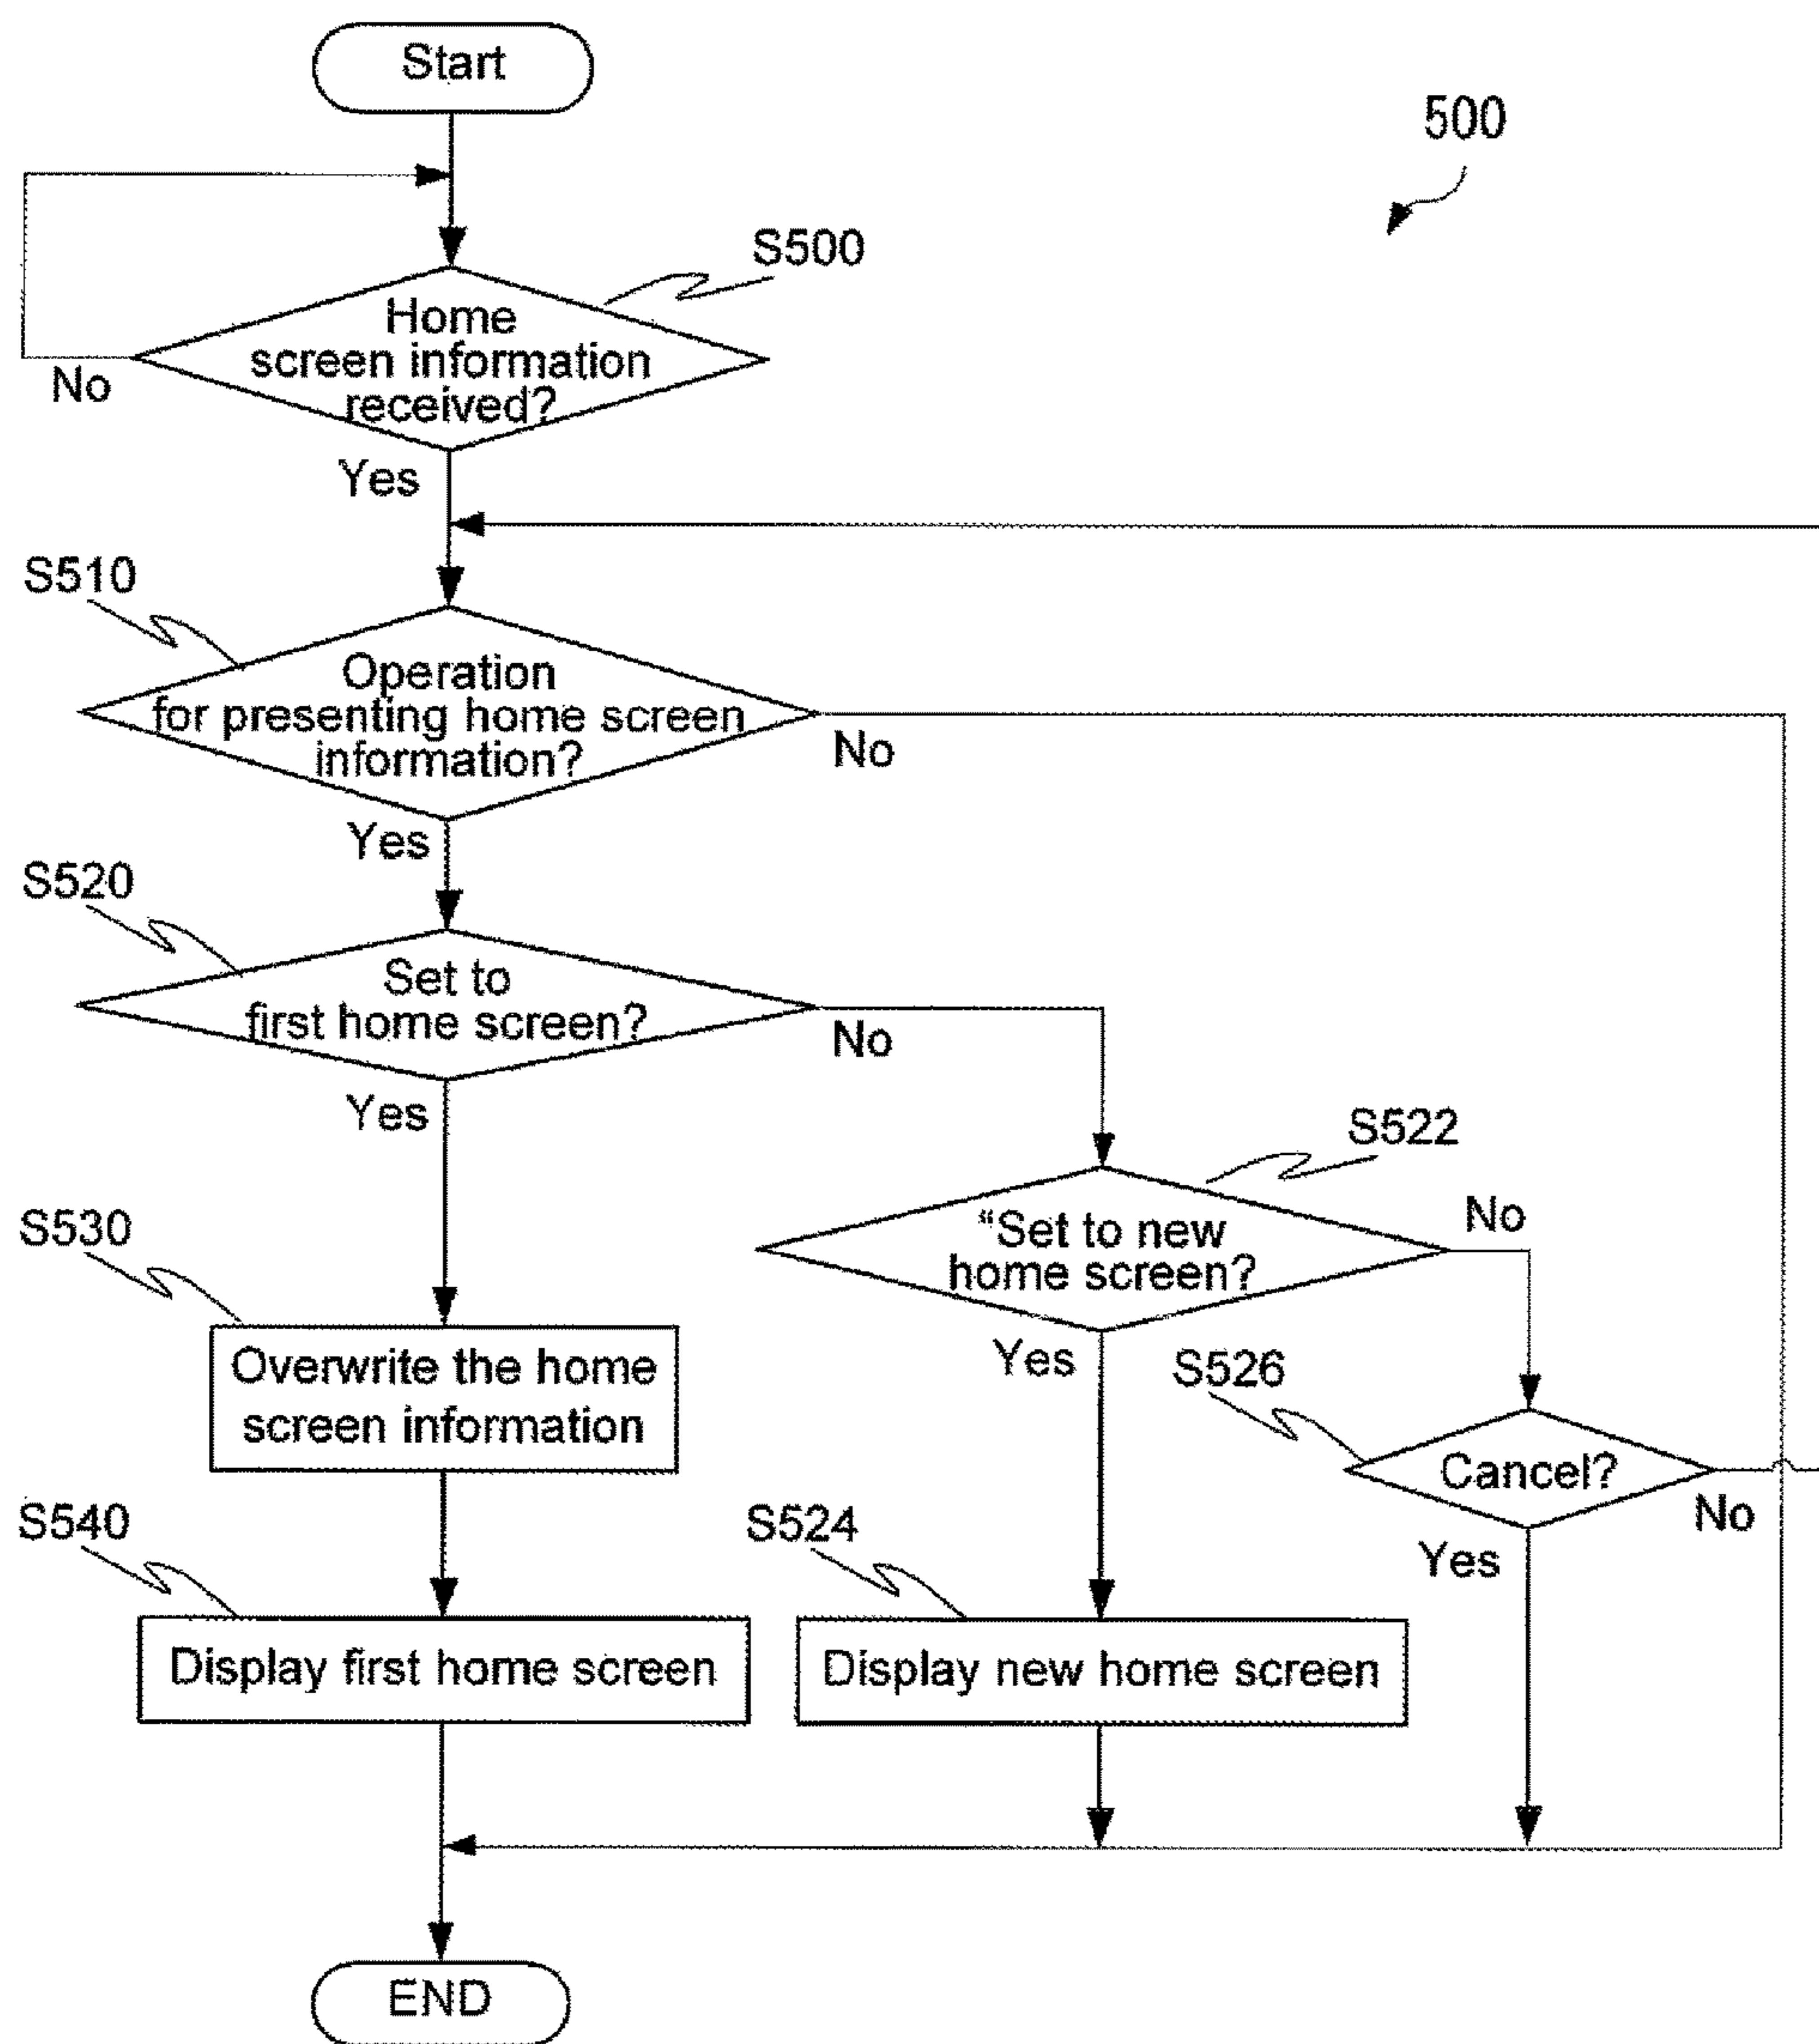 Start
500
S500
Home
screen information
received?
No
Yes
S510
Operation
for presenting home screen
information?
No
Yes
S520
Set to
first home screen?
No
Yes
S522
“Set to new
home screen?
No
Yes
S530
Overwrite the home
screen information
S526
Cancel?
No
Yes
S540
Display first home screen
S524
Display new home screen
END